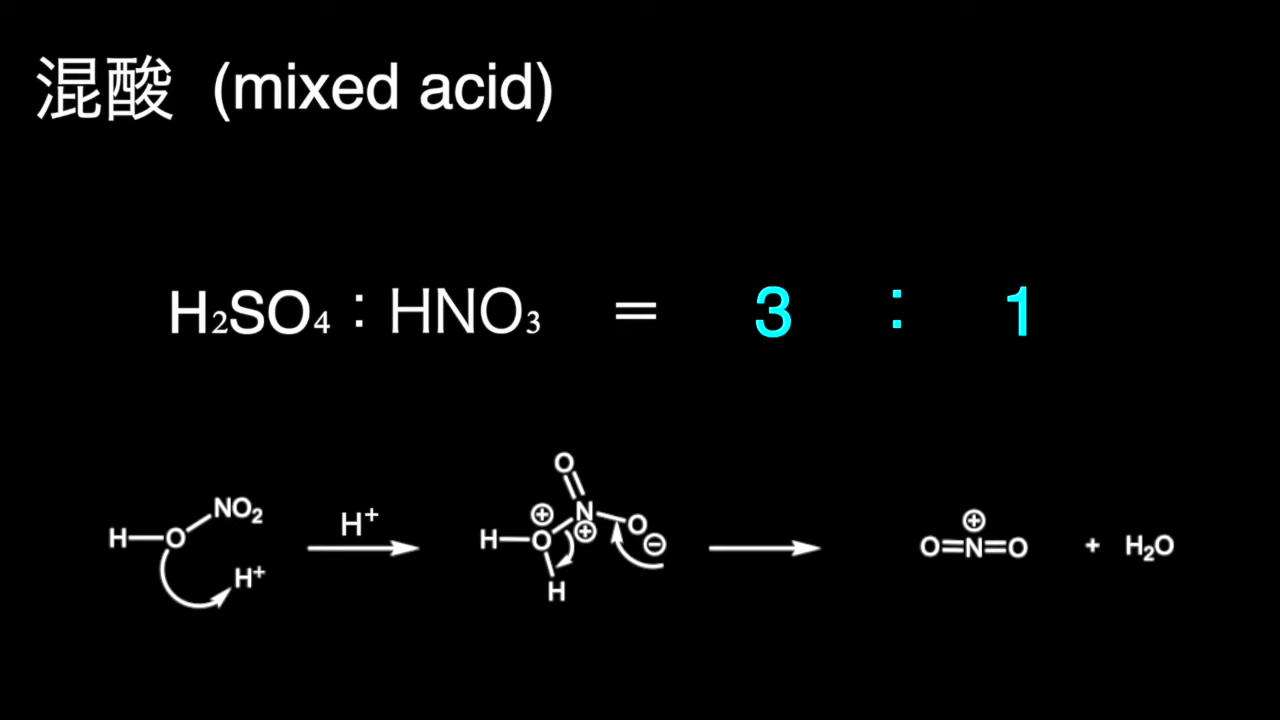 混酸 (mixed acid)
H₂SO₄ : HNO₃ = 3 : 1
H-O NO₂ H⁺
H⁺
H-O⊕ H N⊕ O O⊖
O=N⊕=O + H₂O